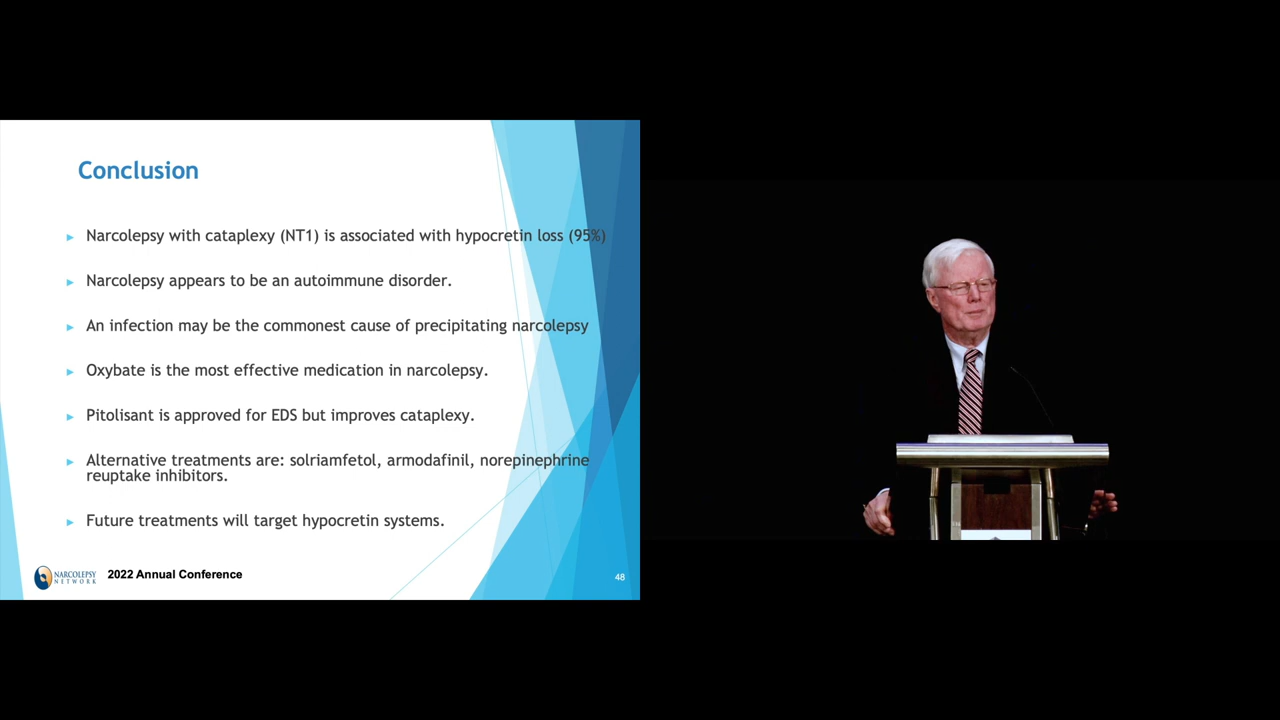 Conclusion
Narcolepsy with cataplexy (NT1) is associated with hypocretin loss (95%)
Narcolepsy appears to be an autoimmune disorder.
An infection may be the commonest cause of precipitating narcolepsy
Oxybate is the most effective medication in narcolepsy.
Pitolisant is approved for EDS but improves cataplexy.
Alternative treatments are: solriamfetol, armodafinil, norepinephrine
reuptake inhibitors.
Future treatments will target hypocretin systems.
NARCOLEPSY
NETWORK
2022 Annual Conference
48